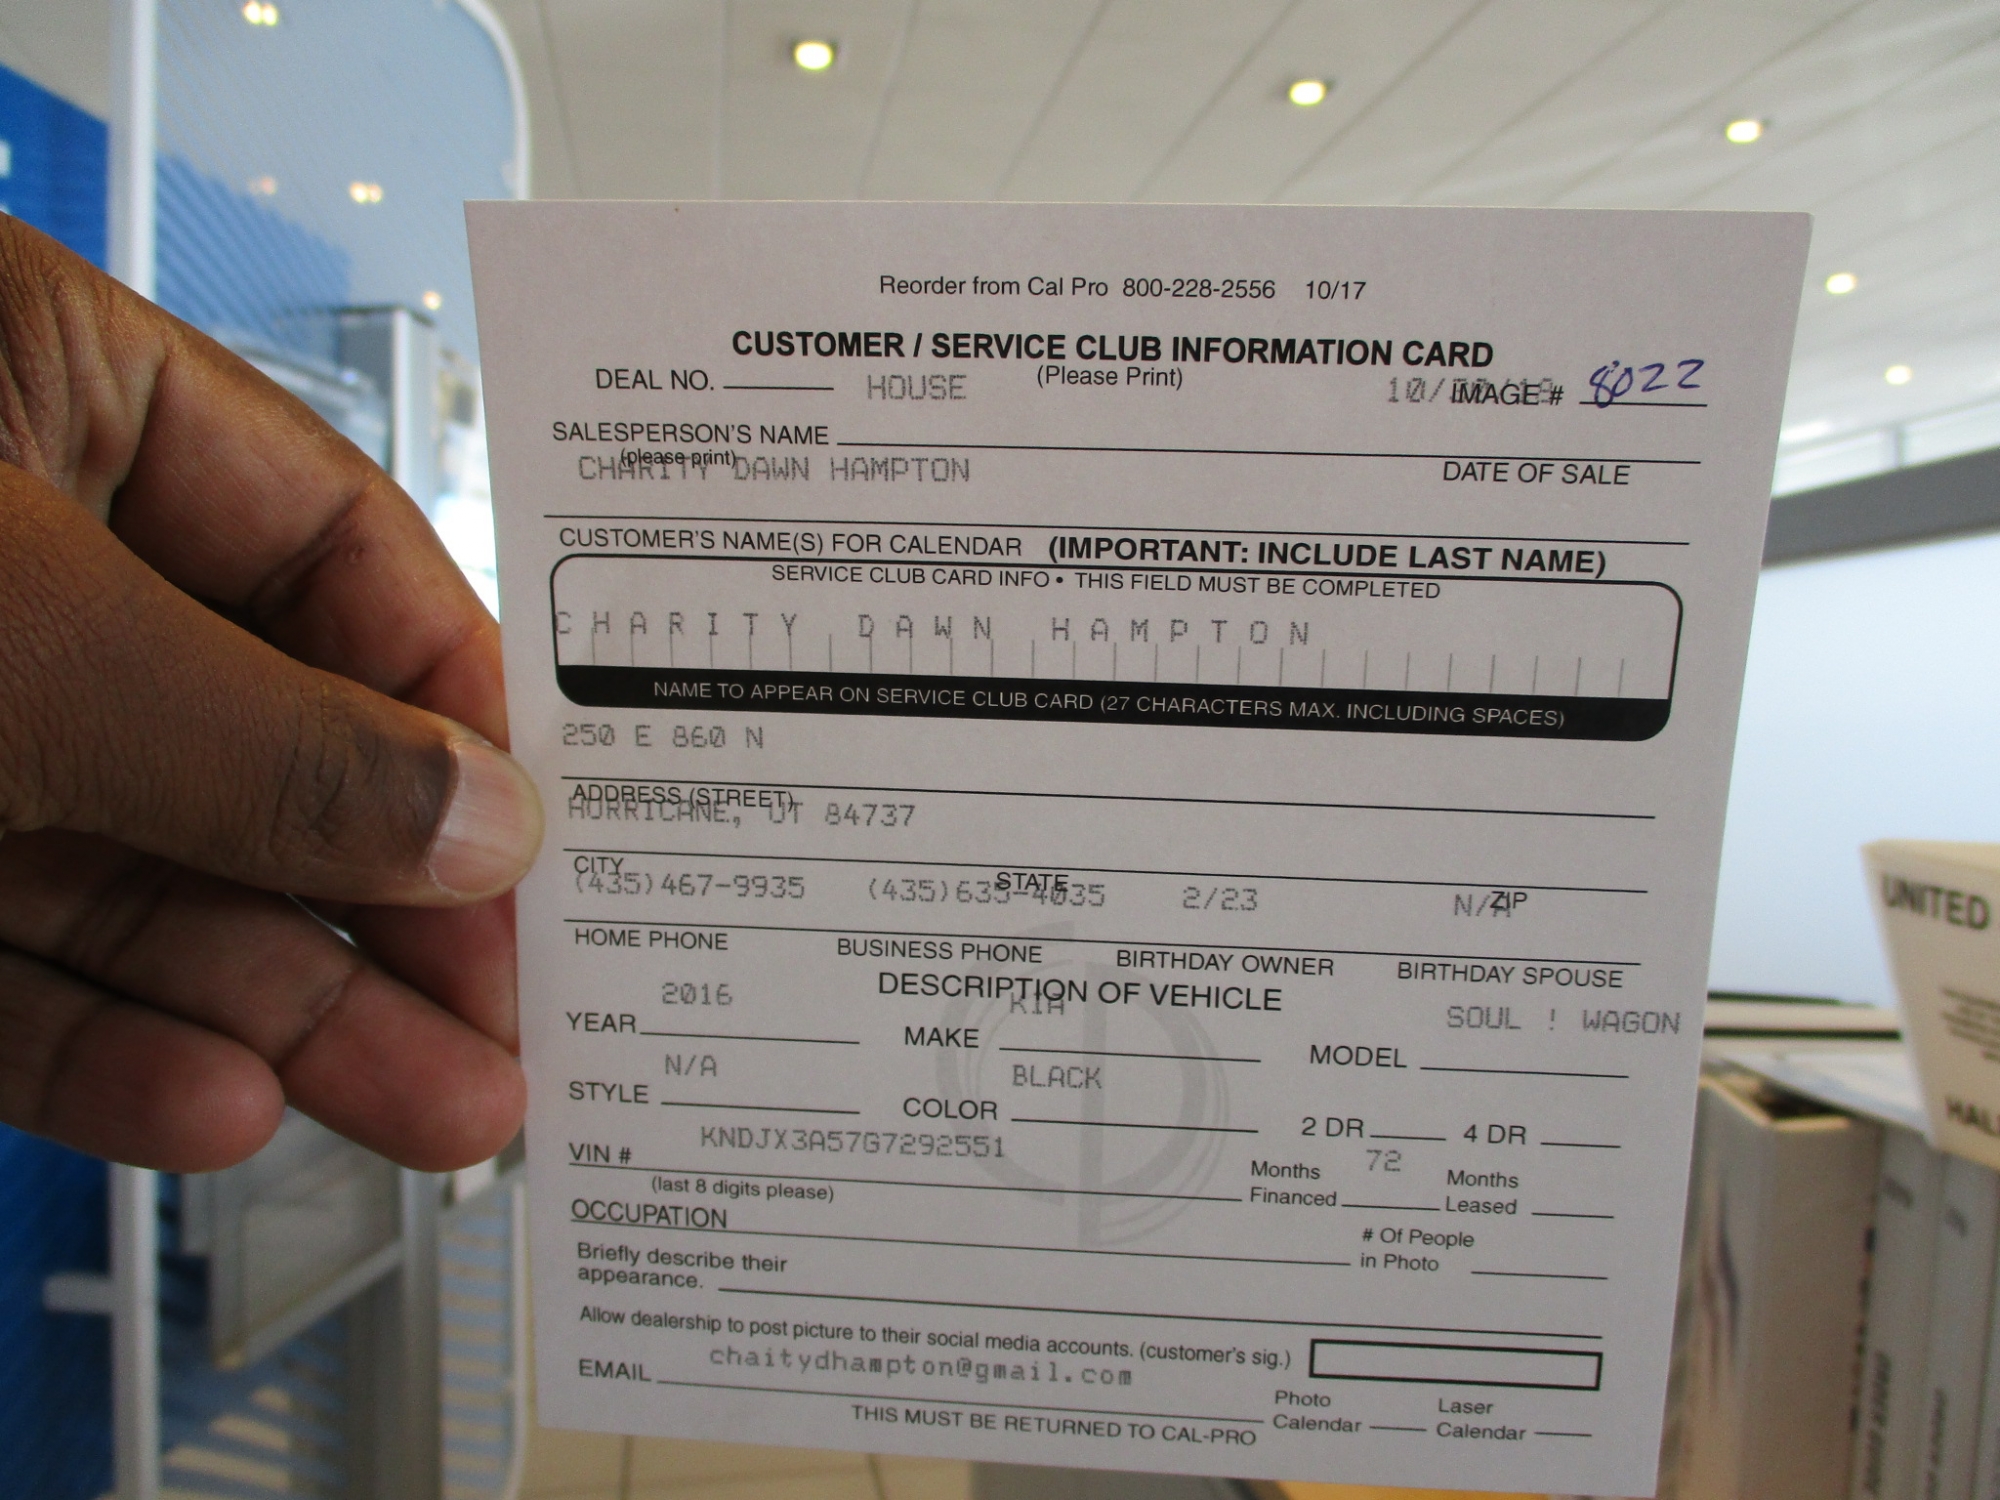 Reorder from Cal Pro 800-228-2556 10/17
CUSTOMER / SERVICE CLUB INFORMATION CARD
(Please Print)
DEAL NO. HOUSE IMAGE # 8022
SALESPERSON'S NAME
(please print) DATE OF SALE
CHARITY DAWN HAMPTON
CUSTOMER'S NAME(S) FOR CALENDAR (IMPORTANT: INCLUDE LAST NAME)
SERVICE CLUB CARD INFO • THIS FIELD MUST BE COMPLETED
CHARITY DAWN HAMPTON
NAME TO APPEAR ON SERVICE CLUB CARD (27 CHARACTERS MAX. INCLUDING SPACES)
250 E 860 N
ADDRESS (STREET)
HURRICANE, UT 84737
CITY STATE ZIP
(435)467-9935 (435)635-4035 2/23 N/A
HOME PHONE BUSINESS PHONE BIRTHDAY OWNER BIRTHDAY SPOUSE
DESCRIPTION OF VEHICLE
YEAR 2016 MAKE KIA MODEL SOUL ! WAGON
STYLE N/A COLOR BLACK 2 DR 4 DR
VIN # KNDJX3A57G7292551
(last 8 digits please)
Months Financed 72 Months Leased
OCCUPATION
# Of People in Photo
Briefly describe their
appearance.
Allow dealership to post picture to their social media accounts. (customer's sig.)
EMAIL chaitydhampton@gmail.com
Photo Calendar Laser Calendar
THIS MUST BE RETURNED TO CAL-PRO
UNITED